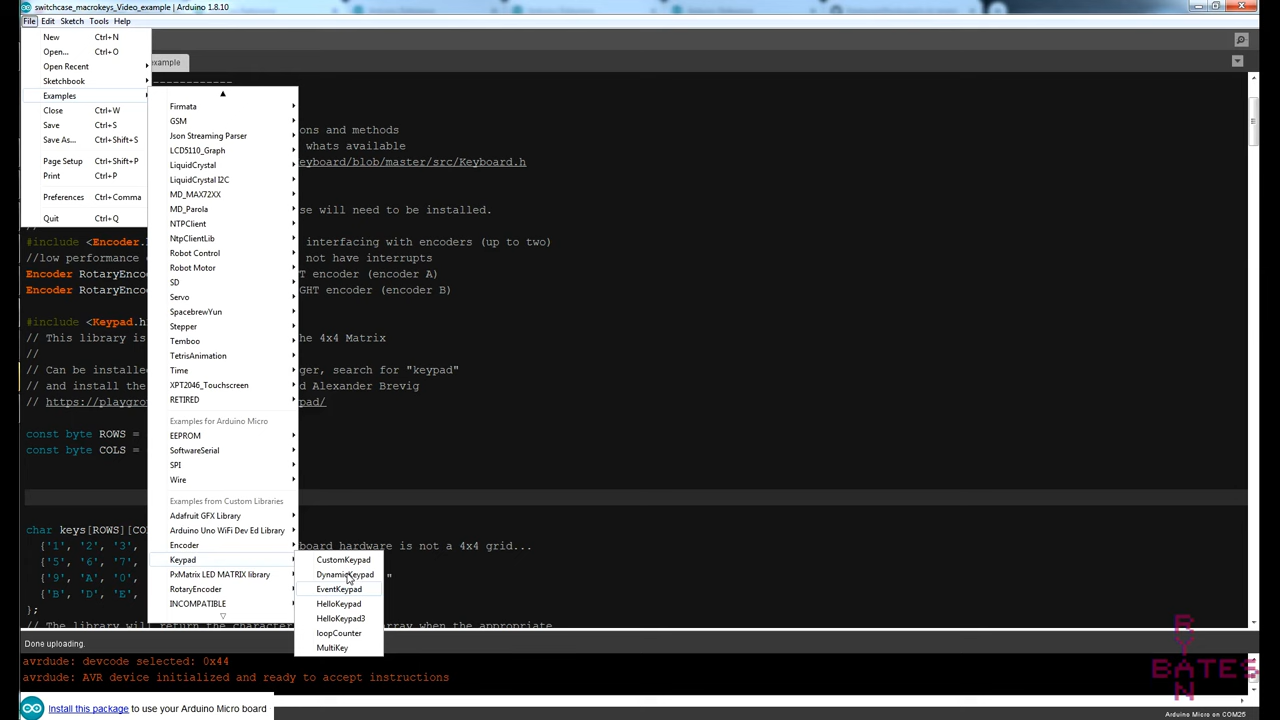 switchcase_macrokeys_Video_example | Arduino 1.8.10
File Edit Sketch Tools Help
New Ctrl+N
Open... Ctrl+O
Open Recent
Sketchbook
Examples
Close Ctrl+W
Save Ctrl+S
Save As... Ctrl+Shift+S
Page Setup Ctrl+Shift+P
Print Ctrl+P
Preferences Ctrl+Comma
Quit Ctrl+Q
example
Firmata
GSM
Json Streaming Parser
LCD5110_Graph
LiquidCrystal
LiquidCrystal I2C
MD_MAX72XX
MD_Parola
NTPClient
NtpClientLib
Robot Control
Robot Motor
SD
Servo
SpacebrewYun
Stepper
Temboo
TetrisAnimation
Time
XPT2046_Touchscreen
RETIRED
Examples for Arduino Micro
EEPROM
SoftwareSerial
SPI
Wire
Examples from Custom Libraries
Adafruit GFX Library
Arduino Uno WiFi Dev Ed Library
Encoder
Keypad
PxMatrix LED MATRIX library
RotaryEncoder
INCOMPATIBLE
CustomKeypad
DynamicKeypad
EventKeypad
HelloKeypad
HelloKeypad3
loopCounter
MultiKey
------------
ons and methods
whats available
eyboard/blob/master/src/Keyboard.h
se will need to be installed.
//
#include <Encoder. interfacing with encoders (up to two)
//low performance not have interrupts
Encoder RotaryEnc T encoder (encoder A)
Encoder RotaryEnc GHT encoder (encoder B)
#include <Keypad.h
// This library is he 4x4 Matrix
//
// Can be installe ger, search for "keypad"
// and install the d Alexander Brevig
// https://playgro pad/
const byte ROWS =
const byte COLS =
char keys[ROWS][CO board hardware is not a 4x4 grid...
{'1', '2', '3',
{'5', '6', '7',
{'9', 'A', '0', "
{'B', 'D', 'E',
};
// The library will return the character array when the appropriate
Done uploading.
avrdude: devcode selected: 0x44
avrdude: AVR device initialized and ready to accept instructions
Install this package to use your Arduino Micro board
Arduino Micro on COM25
RYAN
BATES